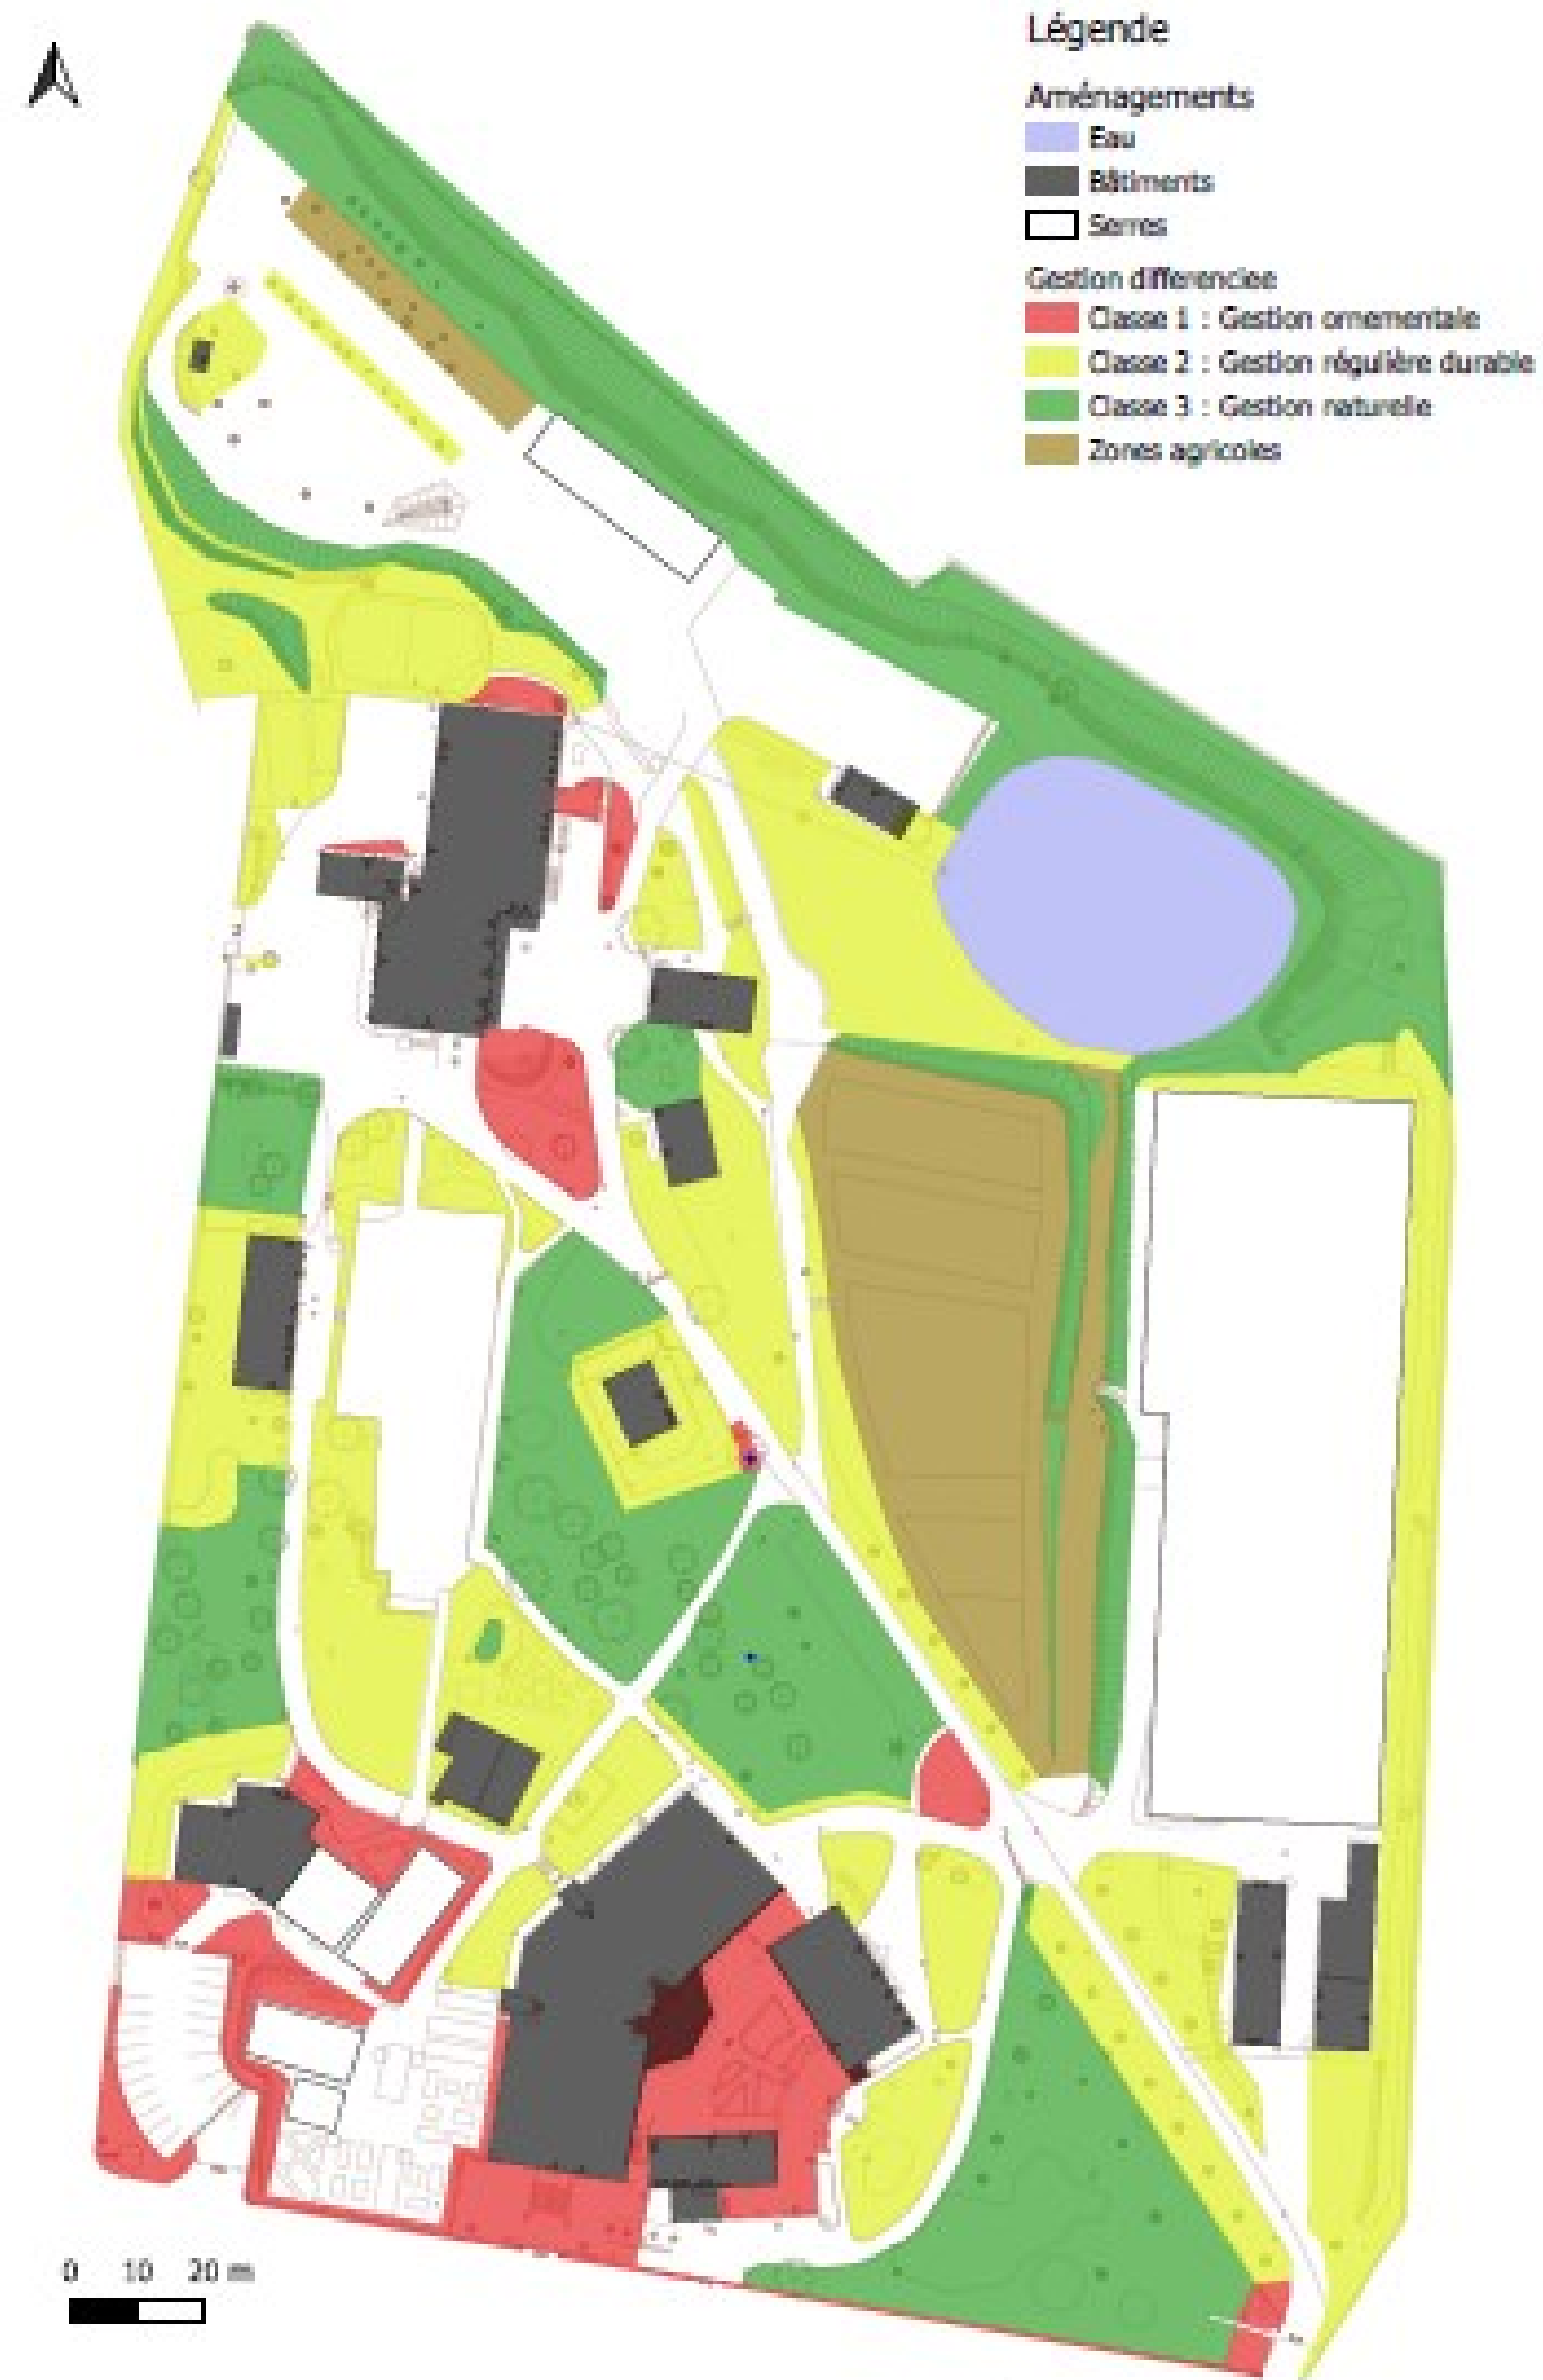 Légende
Aménagements
Eau
Bâtiments
Serres
Gestion differenciee
Classe 1 : Gestion ornementale
Classe 2 : Gestion régulière durable
Classe 3 : Gestion naturelle
Zones agricoles
0 10 20 m